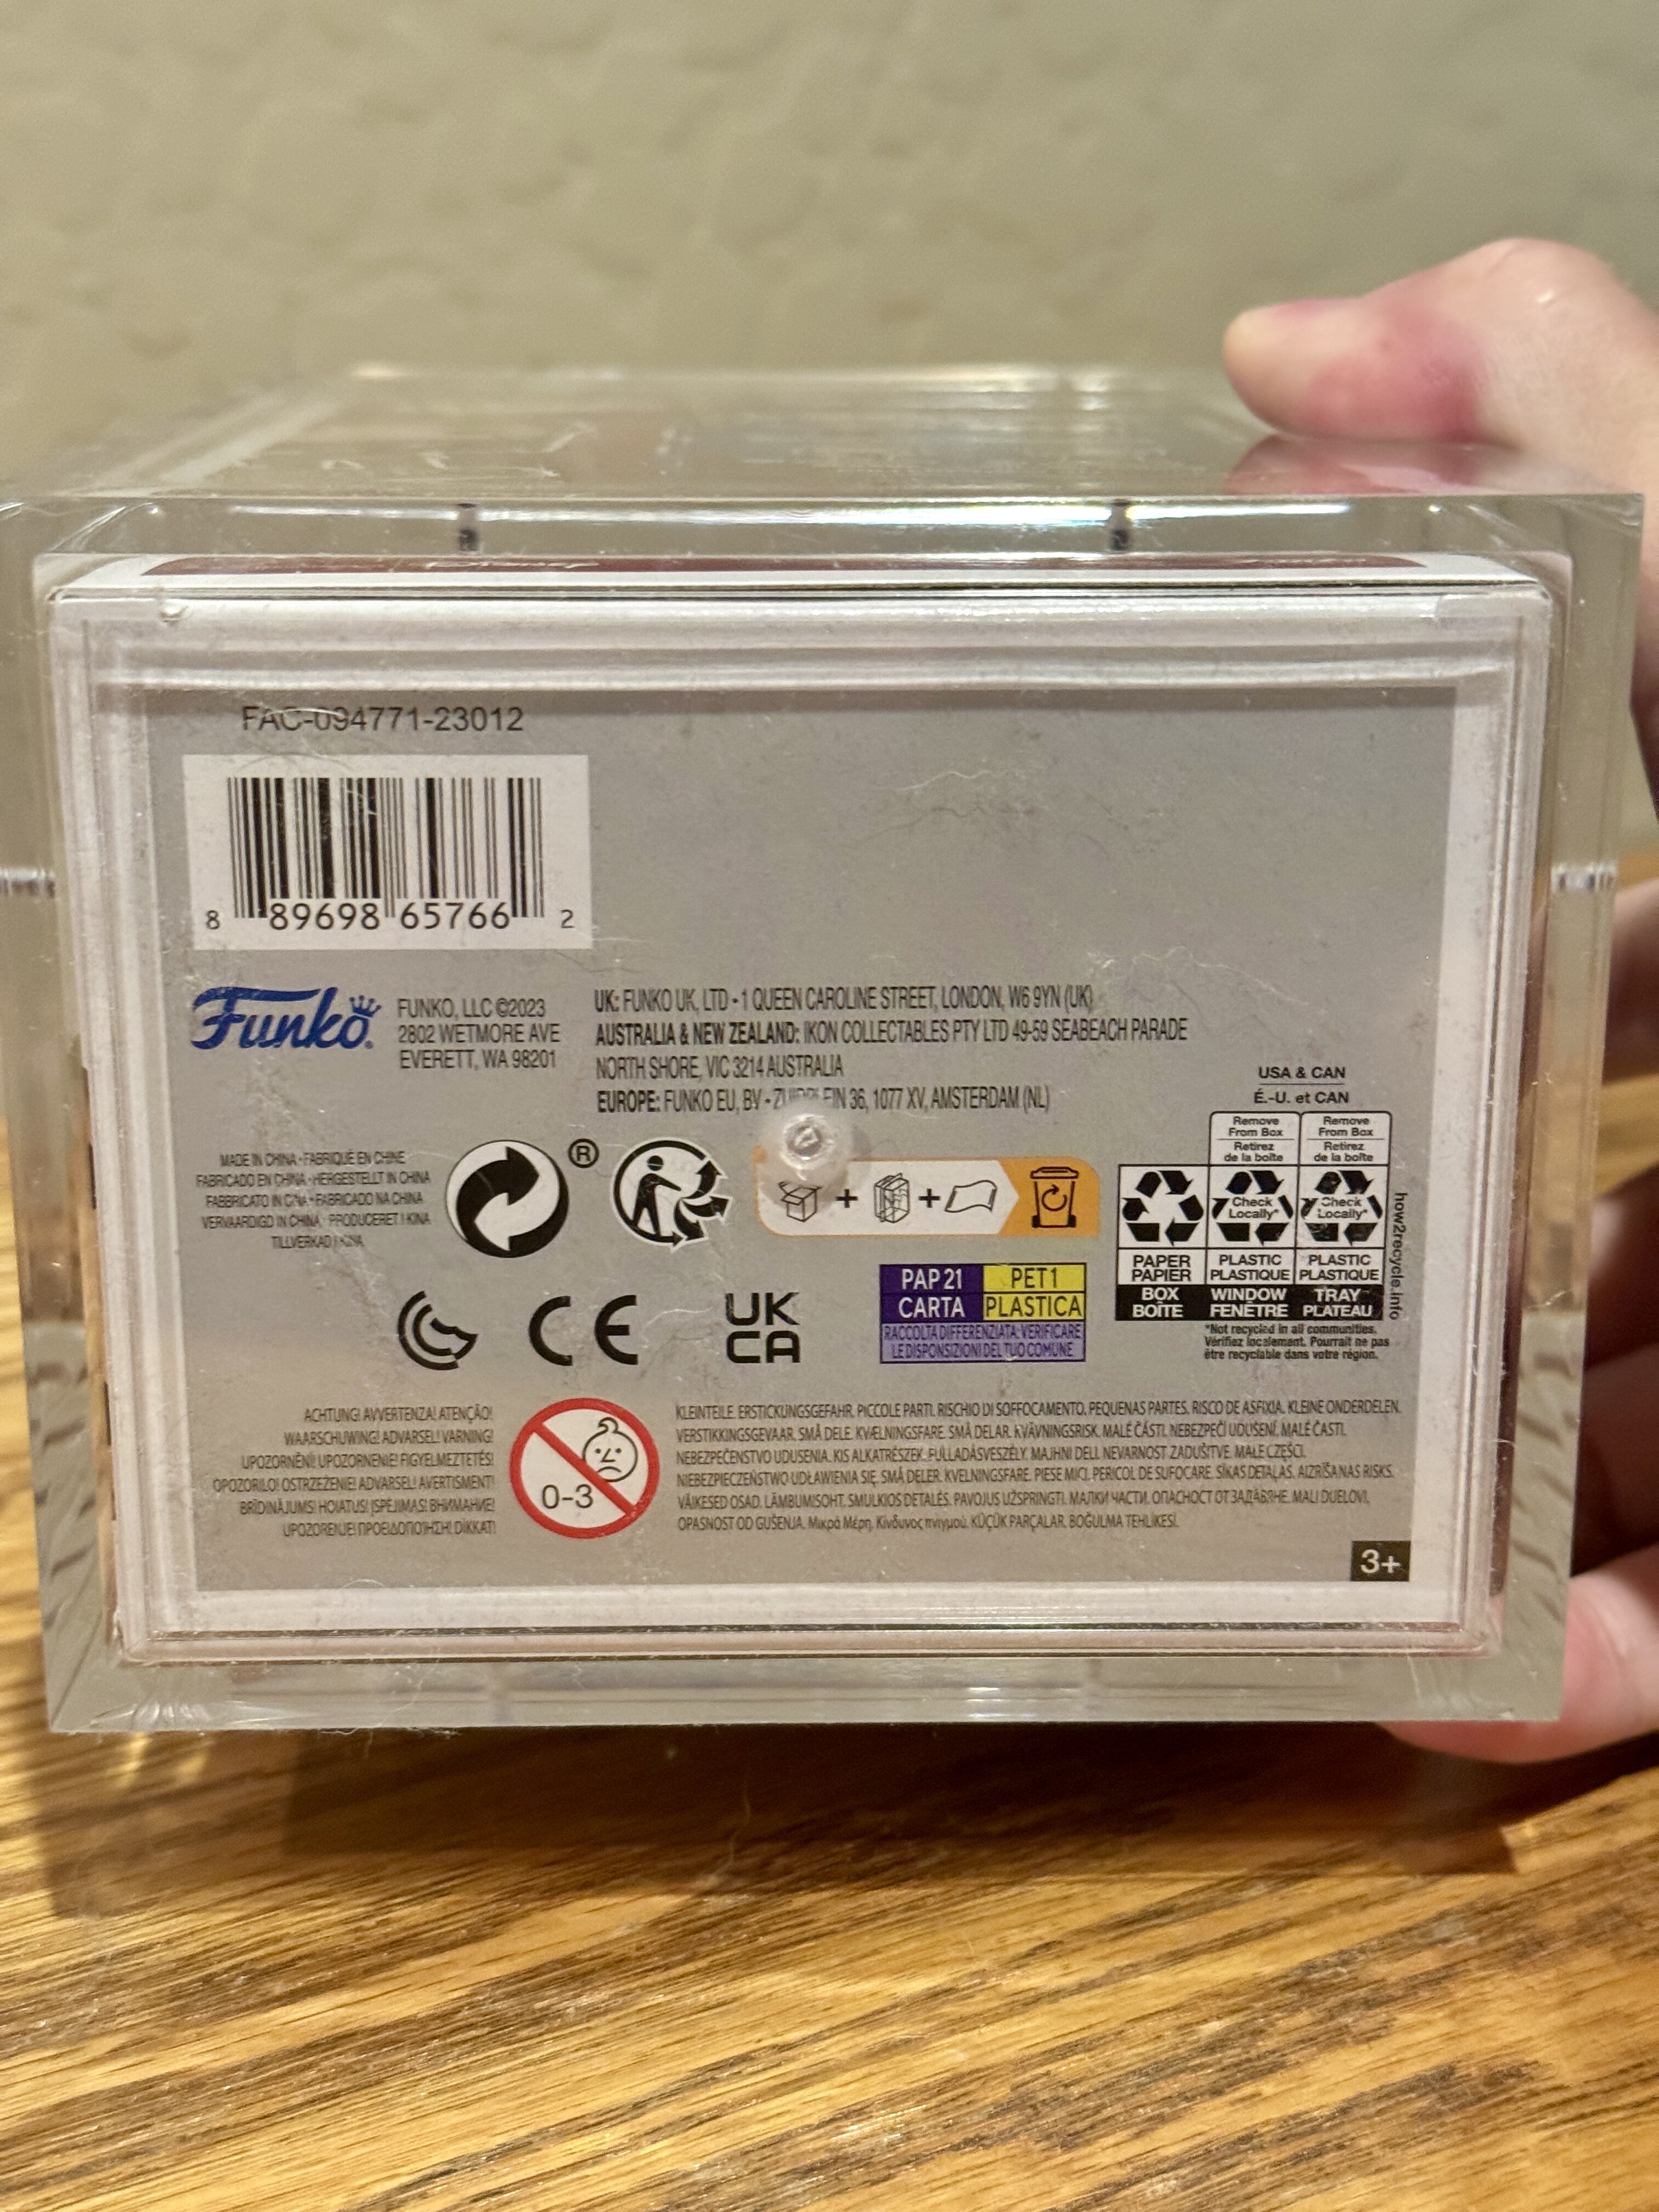 Disney
FAC-094771-23012
8 89698 65766 2
Funko
FUNKO, LLC ©2023
2802 WETMORE AVE
EVERETT, WA 98201
UK: FUNKO UK, LTD • 1 QUEEN CAROLINE STREET, LONDON, W6 9YN (UK)
AUSTRALIA & NEW ZEALAND: IKON COLLECTABLES PTY LTD 49-59 SEABEACH PARADE
NORTH SHORE, VIC 3214 AUSTRALIA
EUROPE: FUNKO EU, BV • 36, 1077 XV, AMSTERDAM (NL)
MADE IN CHINA • FABRIQUÉ EN CHINE
FABRICADO EN CHINA • HERGESTELLT IN CHINA
FABBRICATO IN CINA • FABRICADO NA CHINA
VERVAARDIGD IN CHINA • PRODUCERET I KINA
TILLVERKAD I KINA
®
USA & CAN
É.-U. et CAN
Remove
From Box
Retirez
de la boîte
Remove
From Box
Retirez
de la boîte
Check
Locally*
Check
Locally*
PAPER
PAPIER
PLASTIC
PLASTIQUE
PLASTIC
PLASTIQUE
BOX
BOÎTE
WINDOW
FENÊTRE
TRAY
PLATEAU
how2recycle.info
*Not recycled in all communities.
Vérifiez localement. Pourrait ne pas
être recyclable dans votre région.
CE
UK
CA
PAP 21
CARTA
PET1
PLASTICA
RACCOLTA DIFFERENZIATA: VERIFICARE
LE DISPONSIZIONI DEL TUO COMUNE
ACHTUNG! AVVERTENZA! ATENÇÃO!
WAARSCHUWING! ADVARSEL! VARNING!
UPOZORNĚNÍ! UPOZORNENIE! FIGYELMEZTETÉS!
OPOZORILO! OSTRZEŻENIE! ADVARSEL! AVERTISMENT!
BRĪDINĀJUMS! HOIATUS! ĮSPĖJIMAS! ВНИМАНИЕ!
UPOZORENJE! ΠΡΟΕΙΔΟΠΟΙΗΣΗ! DİKKAT!
0-3
KLEINTEILE. ERSTICKUNGSGEFAHR. PICCOLE PARTI. RISCHIO DI SOFFOCAMENTO. PEQUENAS PARTES. RISCO DE ASFIXIA. KLEINE ONDERDELEN.
VERSTIKKINGSGEVAAR. SMÅ DELE. KVÆLNINGSFARE. SMÅ DELAR. KVÄVNINGSRISK. MALÉ ČÁSTI. NEBEZPEČÍ UDUŠENÍ. MALÉ ČASTI.
NEBEZPEČENSTVO UDUSENIA. KIS ALKATRÉSZEK. FULLADÁSVESZÉLY. MAJHNI DELI. NEVARNOST ZADUŠITVE. MAŁE CZĘŚCI.
NIEBEZPIECZEŃSTWO UDŁAWIENIA SIĘ. SMÅ DELER. KVELNINGSFARE. PIESE MICI. PERICOL DE SUFOCARE. SĪKAS DETAĻAS. AIZRĪŠANAS RISKS.
VÄIKESED OSAD. LÄMBUMISOHT. SMULKIOS DETALĖS. PAVOJUS UŽSPRINGTI. МАЛКИ ЧАСТИ. ОПАСНОСТ ОТ ЗАДАВЯНЕ. MALI DIJELOVI,
OPASNOST OD GUŠENJA. Μικρά Μέρη. Κίνδυνος πνιγμού. KÜÇÜK PARÇALAR. BOĞULMA TEHLİKESİ.
3+